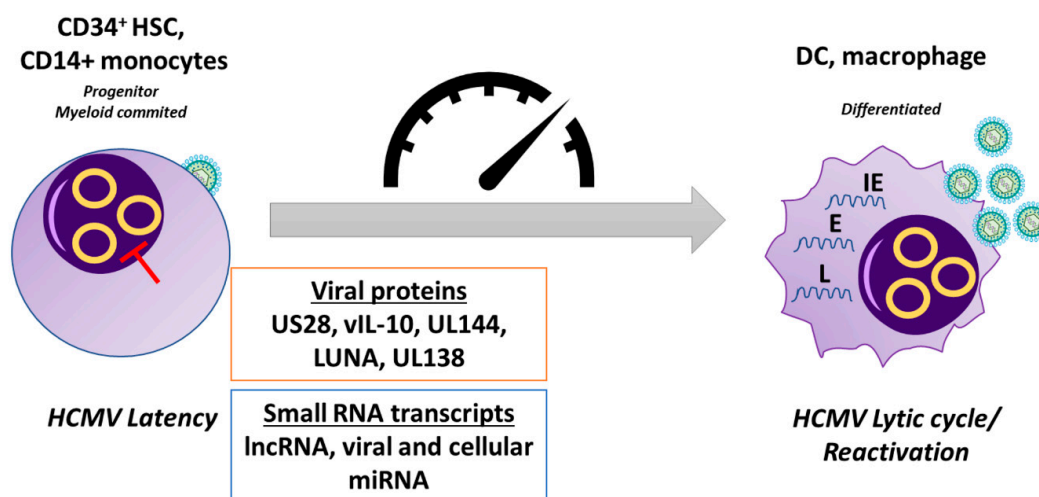 CD34+ HSC,
CD14+ monocytes
Progenitor
Myeloid commited
DC, macrophage
Differentiated
IE
E
L
Viral proteins
US28, vIL-10, UL144,
LUNA, UL138
Small RNA transcripts
lncRNA, viral and cellular
miRNA
HCMV Latency
HCMV Lytic cycle/
Reactivation